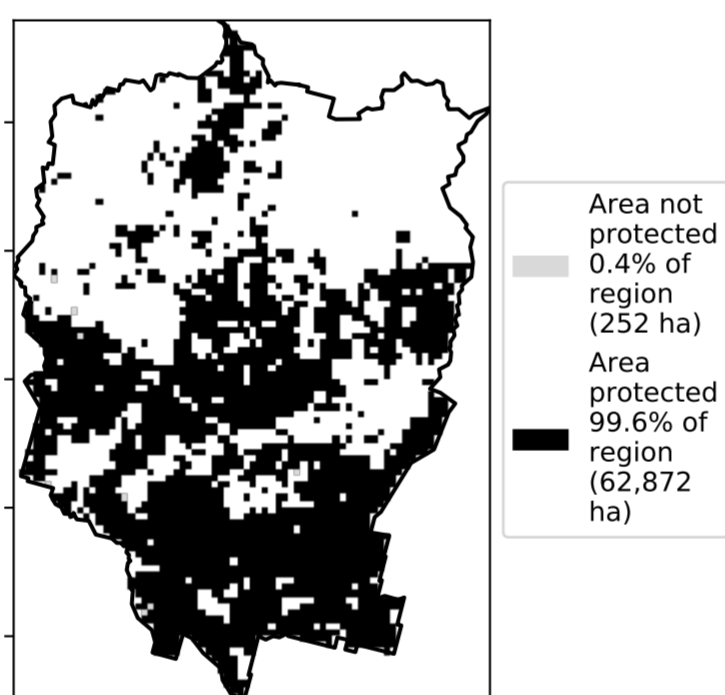 Area not
protected
0.4% of
region
(252 ha)
Area
protected
99.6% of
region
(62,872
ha)